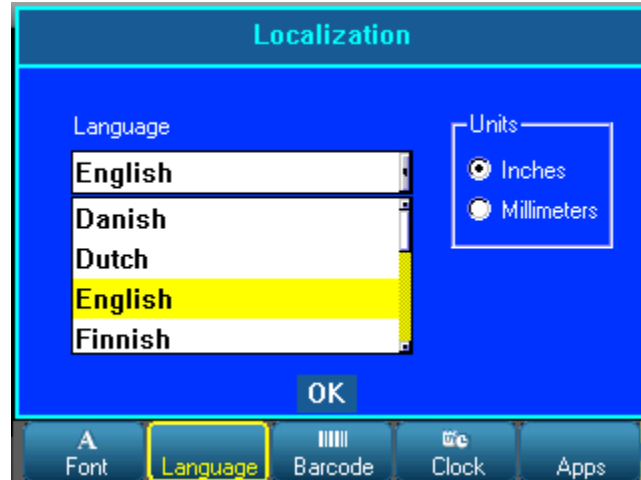 Localization
Language
English
Danish
Dutch
English
Finnish
Units
Inches
Millimeters
OK
A
Font
Language
Barcode
Clock
Apps